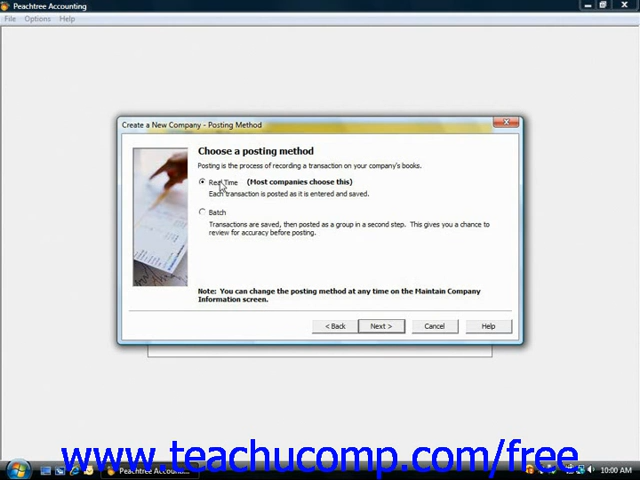 Peachtree Accounting
File Options Help
Create a New Company - Posting Method
Choose a posting method
Posting is the process of recording a transaction on your company's books.
Real Time (Most companies choose this)
Each transaction is posted as it is entered and saved.
Batch
Transactions are saved, then posted as a group in a second step. This gives you a chance to
review for accuracy before posting.
Note: You can change the posting method at any time on the Maintain Company
Information screen.
< Back Next > Cancel Help
Peachtree Account...
10:00 AM
www.teachucomp.com/free